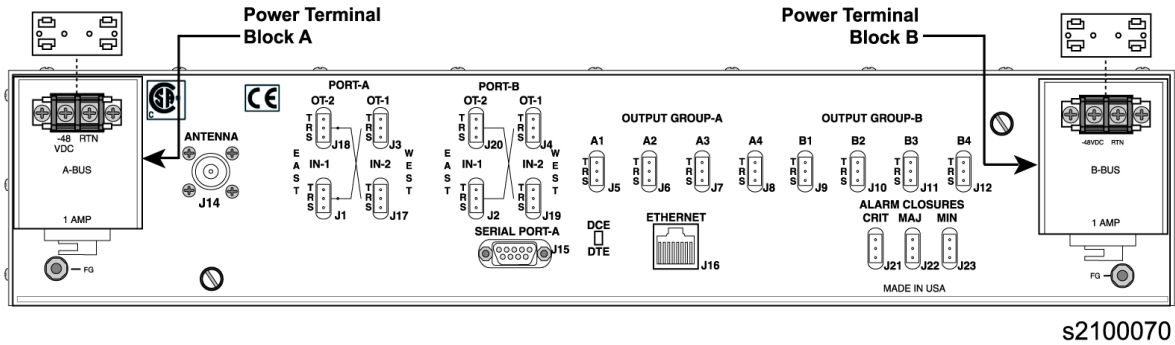 Power Terminal
Block A
Power Terminal
Block B
-48 RTN
VDC
A-BUS
1 AMP
FG
C
SA
CE
ANTENNA
J14
PORT-A
OT-2 OT-1
T R S J18
T R S J3
EAST IN-1 IN-2 WEST
T R S J1
T R S J17
PORT-B
OT-2 OT-1
T R S J20
T R S J4
EAST IN-1 IN-2 WEST
T R S J2
T R S J19
SERIAL PORT-A
J15
OUTPUT GROUP-A
A1 A2 A3 A4
T R S J5
T R S J6
T R S J7
T R S J8
OUTPUT GROUP-B
B1 B2 B3 B4
T R S J9
T R S J10
T R S J11
T R S J12
DCE
DTE
ETHERNET
J16
ALARM CLOSURES
CRIT MAJ MIN
J21 J22 J23
MADE IN USA
-48VDC RTN
B-BUS
1 AMP
FG
s2100070